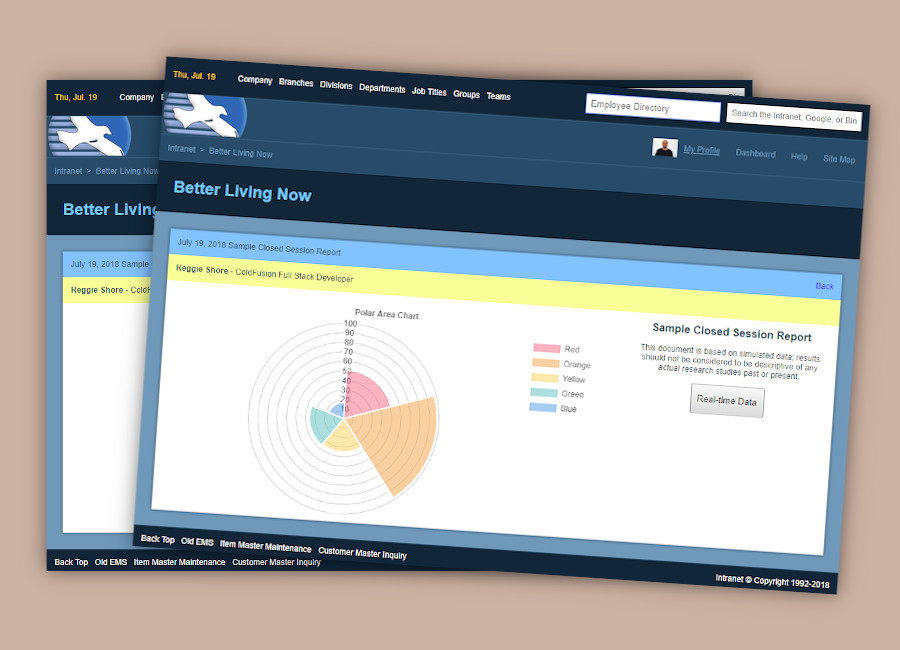 Thu, Jul. 19 Company Branches Divisions Departments Job Titles Groups Teams Employee Directory Search the Intranet, Google, or Bin
My Profile Dashboard Help Site Map
Intranet > Better Living Now
Better Living Now
July 19, 2018 Sample Closed Session Report Back
Reggie Shore - ColdFusion Full Stack Developer
Polar Area Chart
100
90
80
70
60
50
40
30
20
10
Red
Orange
Yellow
Green
Blue
Sample Closed Session Report
This document is based on simulated data; results
should not be considered to be descriptive of any
actual research studies past or present.
Real-time Data
Back Top Old EMS Item Master Maintenance Customer Master Inquiry
Intranet © Copyright 1992-2018
Thu, Jul. 19 Company
Intranet > Better Living Now
Better Living
July 19, 2018 Sample
Reggie Shore -
Back Top Old EMS Item Master Maintenance Customer Master Inquiry